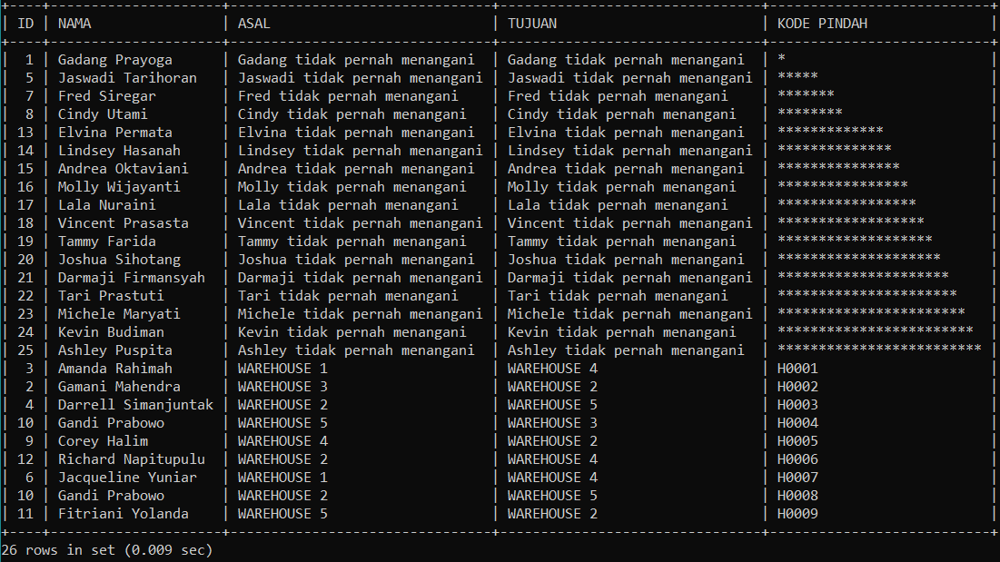 +----+---------------------+--------------------------------+--------------------------------+---------------------------+
| ID | NAMA | ASAL | TUJUAN | KODE PINDAH |
+----+---------------------+--------------------------------+--------------------------------+---------------------------+
| 1 | Gadang Prayoga | Gadang tidak pernah menangani | Gadang tidak pernah menangani | * |
| 5 | Jaswadi Tarihoran | Jaswadi tidak pernah menangani | Jaswadi tidak pernah menangani | ***** |
| 7 | Fred Siregar | Fred tidak pernah menangani | Fred tidak pernah menangani | ******* |
| 8 | Cindy Utami | Cindy tidak pernah menangani | Cindy tidak pernah menangani | ******** |
| 13 | Elvina Permata | Elvina tidak pernah menangani | Elvina tidak pernah menangani | ************* |
| 14 | Lindsey Hasanah | Lindsey tidak pernah menangani | Lindsey tidak pernah menangani | ************** |
| 15 | Andrea Oktaviani | Andrea tidak pernah menangani | Andrea tidak pernah menangani | *************** |
| 16 | Molly Wijayanti | Molly tidak pernah menangani | Molly tidak pernah menangani | **************** |
| 17 | Lala Nuraini | Lala tidak pernah menangani | Lala tidak pernah menangani | ***************** |
| 18 | Vincent Prasasta | Vincent tidak pernah menangani | Vincent tidak pernah menangani | ****************** |
| 19 | Tammy Farida | Tammy tidak pernah menangani | Tammy tidak pernah menangani | ******************* |
| 20 | Joshua Sihotang | Joshua tidak pernah menangani | Joshua tidak pernah menangani | ******************** |
| 21 | Darmaji Firmansyah | Darmaji tidak pernah menangani | Darmaji tidak pernah menangani | ********************* |
| 22 | Tari Prastuti | Tari tidak pernah menangani | Tari tidak pernah menangani | ********************** |
| 23 | Michele Maryati | Michele tidak pernah menangani | Michele tidak pernah menangani | *********************** |
| 24 | Kevin Budiman | Kevin tidak pernah menangani | Kevin tidak pernah menangani | ************************ |
| 25 | Ashley Puspita | Ashley tidak pernah menangani | Ashley tidak pernah menangani | ************************* |
| 3 | Amanda Rahimah | WAREHOUSE 1 | WAREHOUSE 4 | H0001 |
| 2 | Gamani Mahendra | WAREHOUSE 3 | WAREHOUSE 2 | H0002 |
| 4 | Darrell Simanjuntak | WAREHOUSE 2 | WAREHOUSE 5 | H0003 |
| 10 | Gandi Prabowo | WAREHOUSE 5 | WAREHOUSE 3 | H0004 |
| 9 | Corey Halim | WAREHOUSE 4 | WAREHOUSE 2 | H0005 |
| 12 | Richard Napitupulu | WAREHOUSE 2 | WAREHOUSE 4 | H0006 |
| 6 | Jacqueline Yuniar | WAREHOUSE 1 | WAREHOUSE 4 | H0007 |
| 10 | Gandi Prabowo | WAREHOUSE 2 | WAREHOUSE 5 | H0008 |
| 11 | Fitriani Yolanda | WAREHOUSE 5 | WAREHOUSE 2 | H0009 |
+----+---------------------+--------------------------------+--------------------------------+---------------------------+
26 rows in set (0.009 sec)